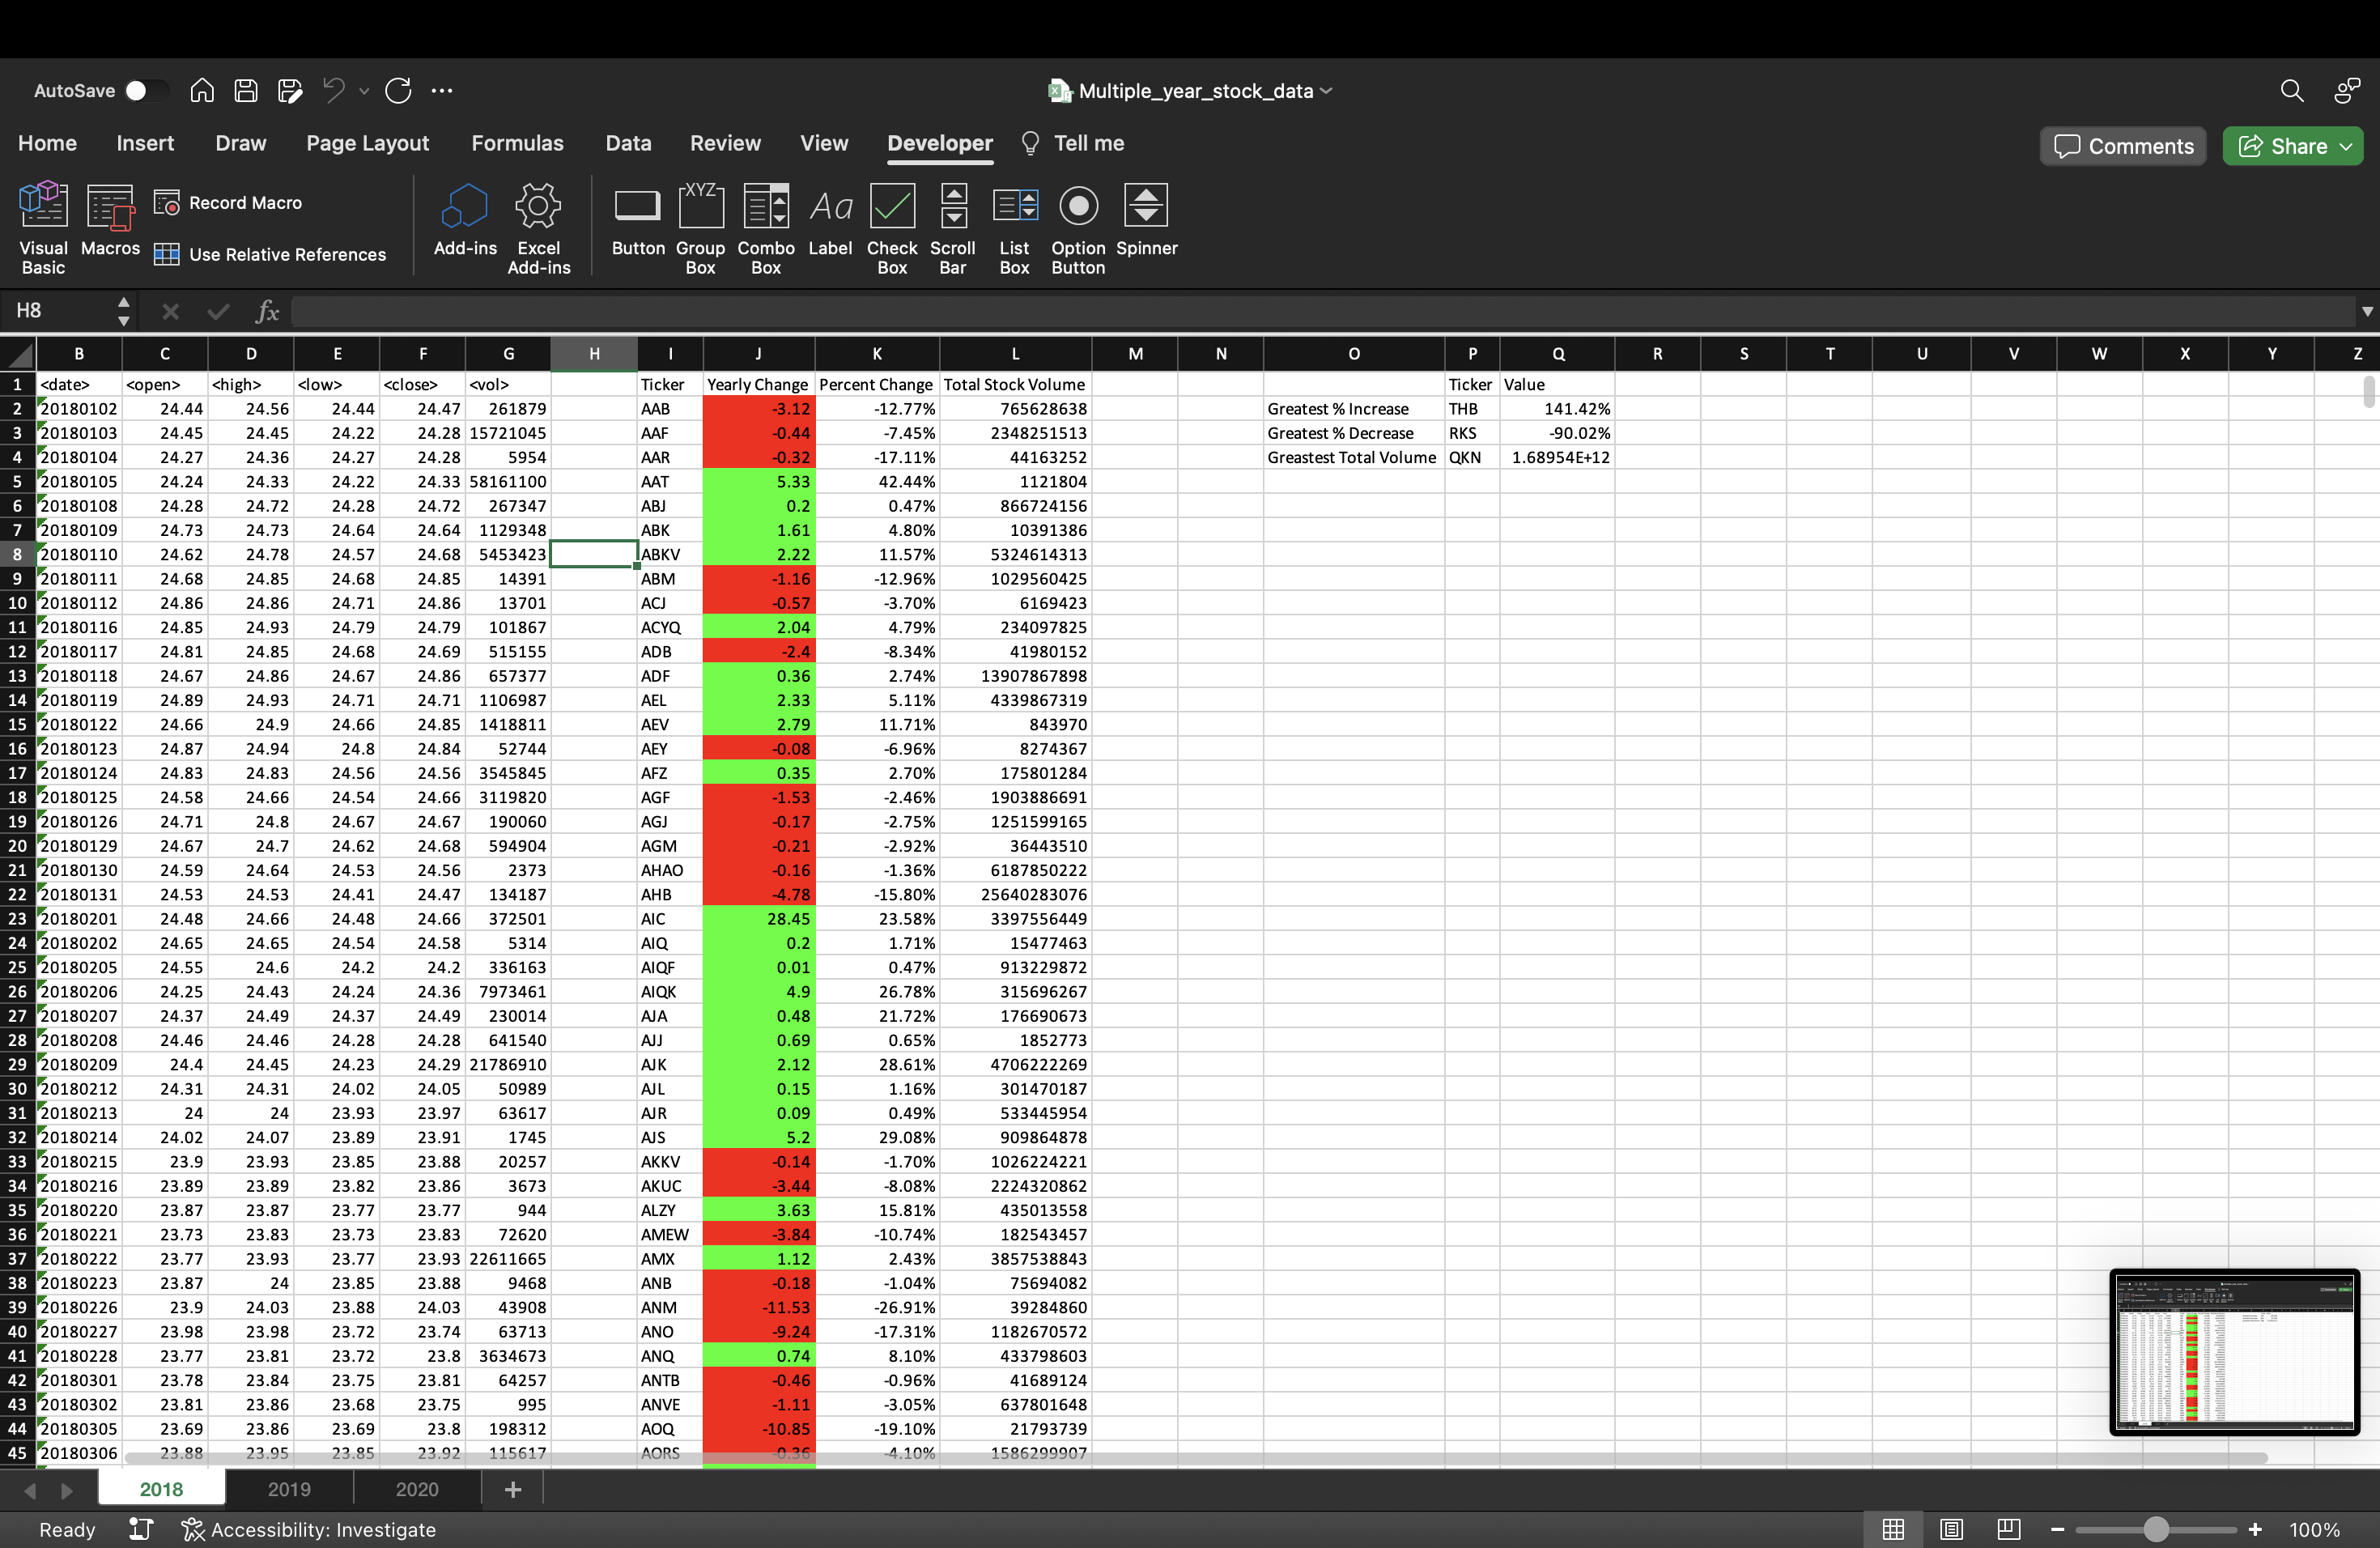 AutoSave Multiple_year_stock_data
Home Insert Draw Page Layout Formulas Data Review View Developer Tell me Comments Share
Visual Basic Macros Record Macro Use Relative References Add-ins Excel Add-ins Button Group Box Combo Box Label Check Box Scroll Bar List Box Option Button Spinner
XYZ Aa
H8 fx
B C D E F G H I J K L M N O P Q R S T U V W X Y Z
1 <date> <open> <high> <low> <close> <vol> Ticker Yearly Change Percent Change Total Stock Volume Ticker Value
2 20180102 24.44 24.56 24.44 24.47 261879 AAB -3.12 -12.77% 765628638 Greatest % Increase THB 141.42%
3 20180103 24.45 24.45 24.22 24.28 15721045 AAF -0.44 -7.45% 2348251513 Greatest % Decrease RKS -90.02%
4 20180104 24.27 24.36 24.27 24.28 5954 AAR -0.32 -17.11% 44163252 Greastest Total Volume QKN 1.68954E+12
5 20180105 24.24 24.33 24.22 24.33 58161100 AAT 5.33 42.44% 1121804
6 20180108 24.28 24.72 24.28 24.72 267347 ABJ 0.2 0.47% 866724156
7 20180109 24.73 24.73 24.64 24.64 1129348 ABK 1.61 4.80% 10391386
8 20180110 24.62 24.78 24.57 24.68 5453423 ABKV 2.22 11.57% 5324614313
9 20180111 24.68 24.85 24.68 24.85 14391 ABM -1.16 -12.96% 1029560425
10 20180112 24.86 24.86 24.71 24.86 13701 ACJ -0.57 -3.70% 6169423
11 20180116 24.85 24.93 24.79 24.79 101867 ACYQ 2.04 4.79% 234097825
12 20180117 24.81 24.85 24.68 24.69 515155 ADB -2.4 -8.34% 41980152
13 20180118 24.67 24.86 24.67 24.86 657377 ADF 0.36 2.74% 13907867898
14 20180119 24.89 24.93 24.71 24.71 1106987 AEL 2.33 5.11% 4339867319
15 20180122 24.66 24.9 24.66 24.85 1418811 AEV 2.79 11.71% 843970
16 20180123 24.87 24.94 24.8 24.84 52744 AEY -0.08 -6.96% 8274367
17 20180124 24.83 24.83 24.56 24.56 3545845 AFZ 0.35 2.70% 175801284
18 20180125 24.58 24.66 24.54 24.66 3119820 AGF -1.53 -2.46% 1903886691
19 20180126 24.71 24.8 24.67 24.67 190060 AGJ -0.17 -2.75% 1251599165
20 20180129 24.67 24.7 24.62 24.68 594904 AGM -0.21 -2.92% 36443510
21 20180130 24.59 24.64 24.53 24.56 2373 AHAO -0.16 -1.36% 6187850222
22 20180131 24.53 24.53 24.41 24.47 134187 AHB -4.78 -15.80% 25640283076
23 20180201 24.48 24.66 24.48 24.66 372501 AIC 28.45 23.58% 3397556449
24 20180202 24.65 24.65 24.54 24.58 5314 AIQ 0.2 1.71% 15477463
25 20180205 24.55 24.6 24.2 24.2 336163 AIQF 0.01 0.47% 913229872
26 20180206 24.25 24.43 24.24 24.36 7973461 AIQK 4.9 26.78% 315696267
27 20180207 24.37 24.49 24.37 24.49 230014 AJA 0.48 21.72% 176690673
28 20180208 24.46 24.46 24.28 24.28 641540 AJJ 0.69 0.65% 1852773
29 20180209 24.4 24.45 24.23 24.29 21786910 AJK 2.12 28.61% 4706222269
30 20180212 24.31 24.31 24.02 24.05 50989 AJL 0.15 1.16% 301470187
31 20180213 24 24 23.93 23.97 63617 AJR 0.09 0.49% 533445954
32 20180214 24.02 24.07 23.89 23.91 1745 AJS 5.2 29.08% 909864878
33 20180215 23.9 23.93 23.85 23.88 20257 AKKV -0.14 -1.70% 1026224221
34 20180216 23.89 23.89 23.82 23.86 3673 AKUC -3.44 -8.08% 2224320862
35 20180220 23.87 23.87 23.77 23.77 944 ALZY 3.63 15.81% 435013558
36 20180221 23.73 23.83 23.73 23.83 72620 AMEW -3.84 -10.74% 182543457
37 20180222 23.77 23.93 23.77 23.93 22611665 AMX 1.12 2.43% 3857538843
38 20180223 23.87 24 23.85 23.88 9468 ANB -0.18 -1.04% 75694082
39 20180226 23.9 24.03 23.88 24.03 43908 ANM -11.53 -26.91% 39284860
40 20180227 23.98 23.98 23.72 23.74 63713 ANO -9.24 -17.31% 1182670572
41 20180228 23.77 23.81 23.72 23.8 3634673 ANQ 0.74 8.10% 433798603
42 20180301 23.78 23.84 23.75 23.81 64257 ANTB -0.46 -0.96% 41689124
43 20180302 23.81 23.86 23.68 23.75 995 ANVE -1.11 -3.05% 637801648
44 20180305 23.69 23.86 23.69 23.8 198312 AOQ -10.85 -19.10% 21793739
45 20180306 23.88 23.95 23.85 23.92 115617 AORS -0.36 -4.10% 1586299907
2018 2019 2020 +
Ready Accessibility: Investigate 100%